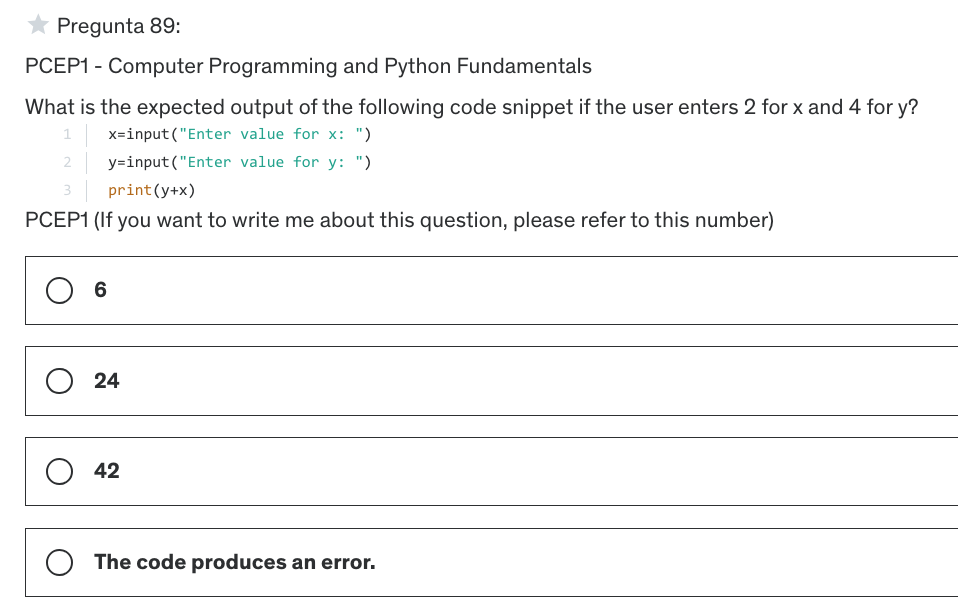 Pregunta 89:
PCEP1 - Computer Programming and Python Fundamentals
What is the expected output of the following code snippet if the user enters 2 for x and 4 for y?
1 x=input("Enter value for x: ")
2 y=input("Enter value for y: ")
3 print(y+x)
PCEP1 (If you want to write me about this question, please refer to this number)
6
24
42
The code produces an error.